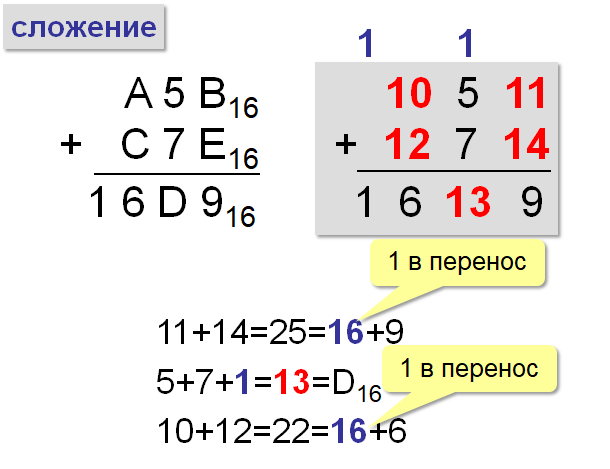 сложение
1 1
A 5 B₁₆
+ C 7 E₁₆
1 6 D 9₁₆
10 5 11
+ 12 7 14
1 6 13 9
1 в перенос
11+14=25=16+9
5+7+1=13=D₁₆
1 в перенос
10+12=22=16+6